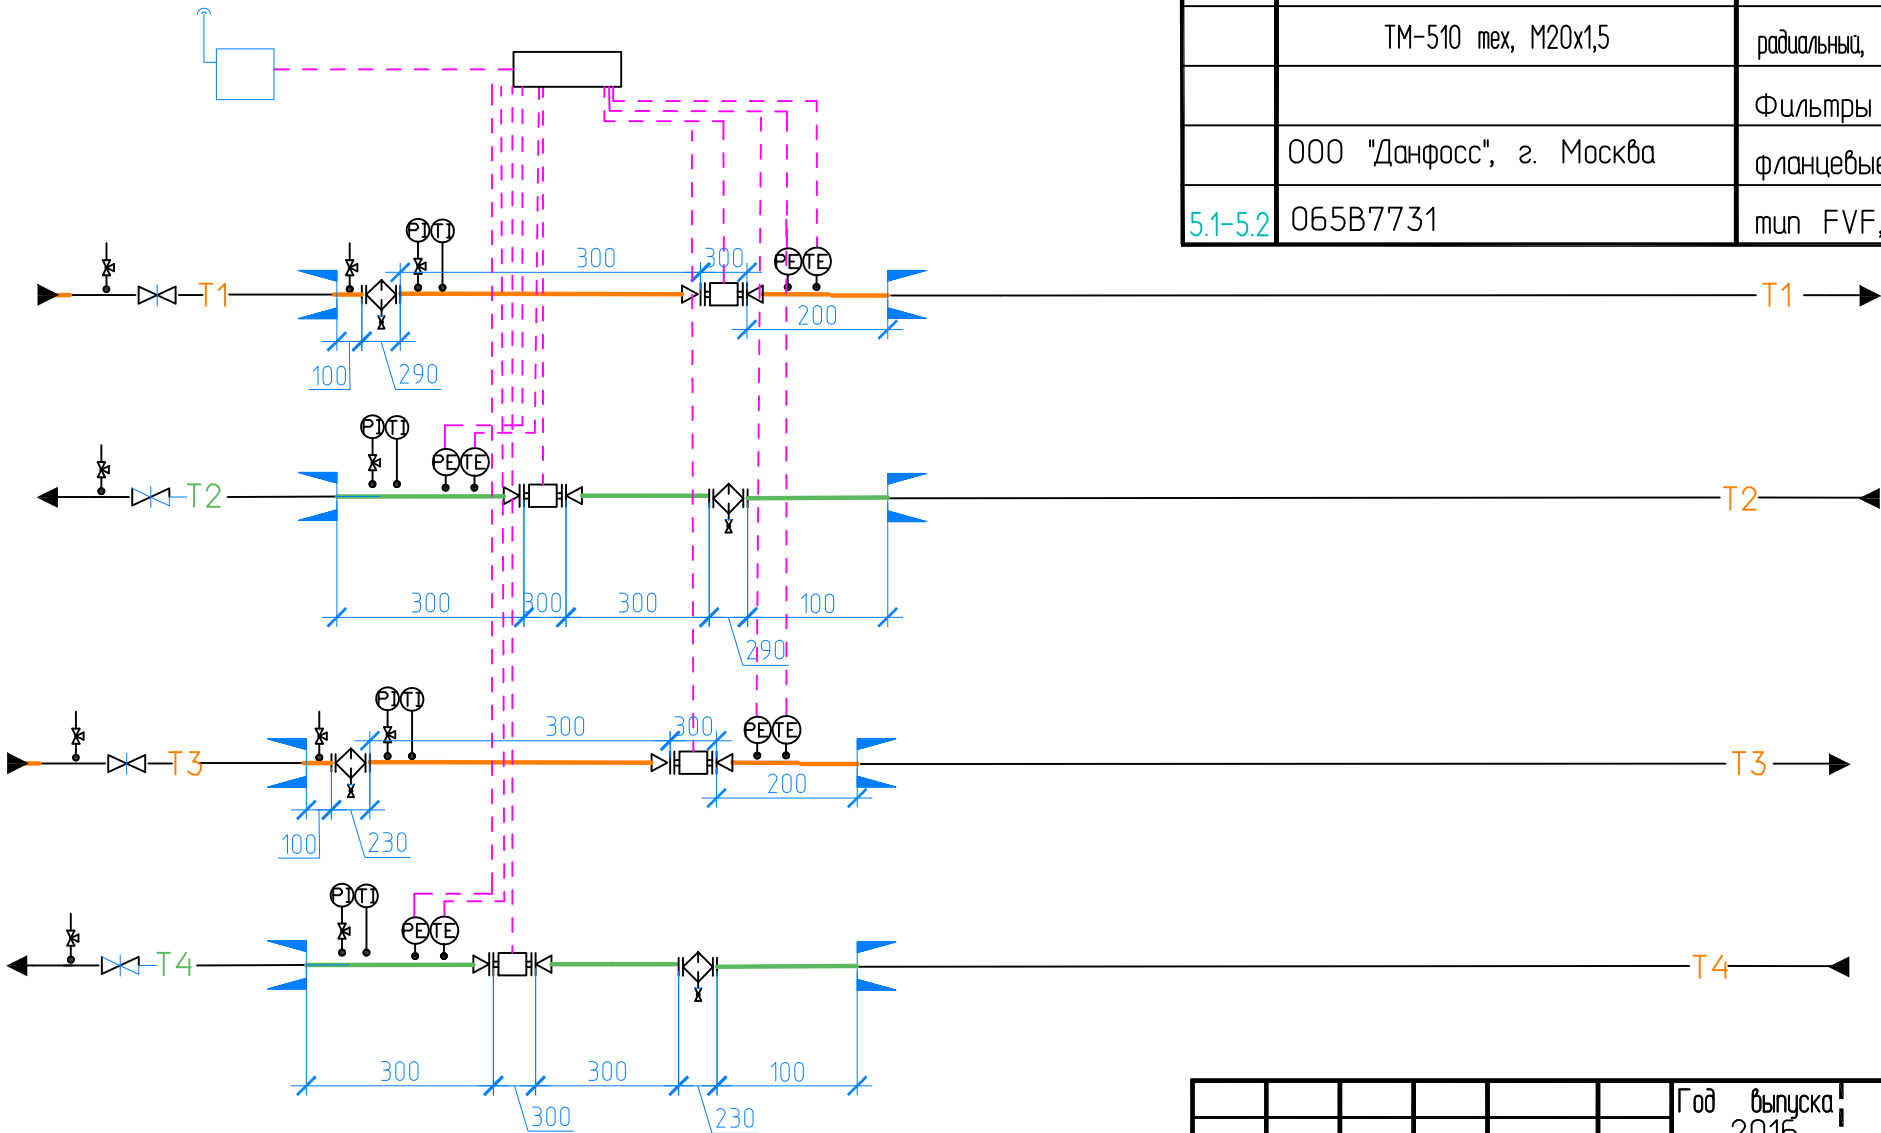 ТМ-510 тех, М20х1,5
радиальный,
Фильтры
ООО "Данфосс", г. Москва
фланцевые
5.1-5.2
065B7731
тип FVF,
PI
TI
300
300
PE
TE
T1
T1
200
100
290
PI
TI
PE
TE
T2
T2
300
300
300
100
290
PI
TI
300
300
PE
TE
T3
T3
200
100
230
PI
TI
PE
TE
T4
T4
300
300
100
300
230
Год выпуска
2016